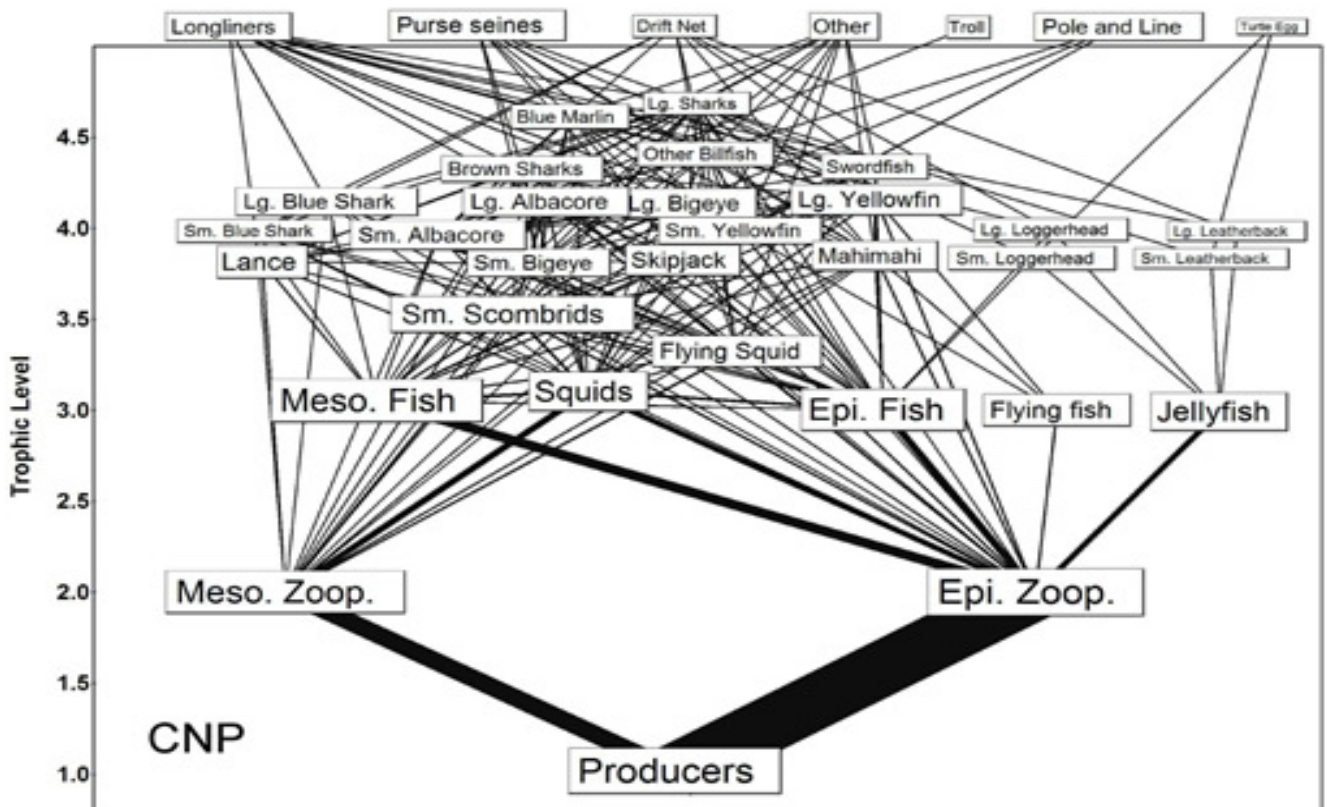 Longliners
Purse seines
Drift Net
Other
Troll
Pole and Line
Turtle Egg
Lg. Sharks
Blue Marlin
4.5
Other Billfish
Brown Sharks
Swordfish
Lg. Blue Shark
Lg. Albacore
Lg. Bigeye
Lg. Yellowfin
4.0
Sm. Blue Shark
Sm. Albacore
Sm. Yellowfin
Lg. Loggerhead
Lg. Leatherback
Lance
Sm. Bigeye
Skipjack
Mahimahi
Sm. Loggerhead
Sm. Leatherback
3.5
Sm. Scombrids
Flying Squid
Trophic Level
3.0
Meso. Fish
Squids
Epi. Fish
Flying fish
Jellyfish
2.5
2.0
Meso. Zoop.
Epi. Zoop.
1.5
CNP
1.0
Producers